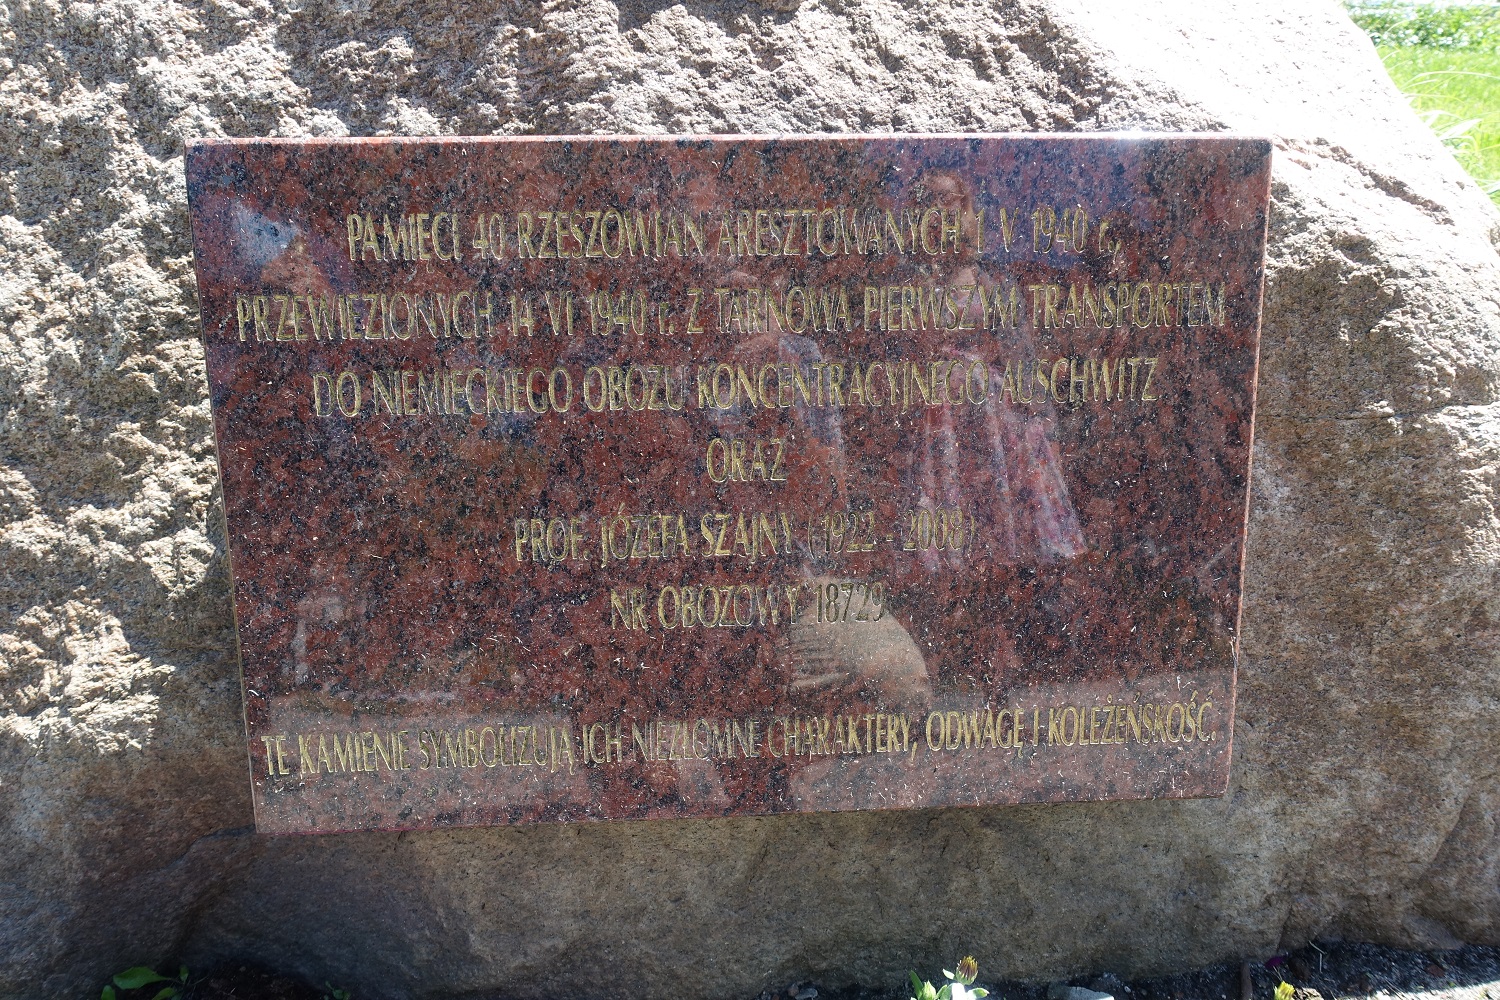 PAMIĘCI 40 RZESZOWIAN ARESZTOWANYCH 1 V 1940 r.,
PRZEWIEZIONYCH 14 VI 1940 r. Z TARNOWA PIERWSZYM TRANSPORTEM
DO NIEMIECKIEGO OBOZU KONCENTRACYJNEGO AUSCHWITZ
ORAZ
PROF. JÓZEFA SZAJNY (1922 - 2008)
NR OBOZOWY 18729
TE KAMIENIE SYMBOLIZUJĄ ICH NIEZŁOMNE CHARAKTERY, ODWAGĘ I KOLEŻEŃSKOŚĆ.